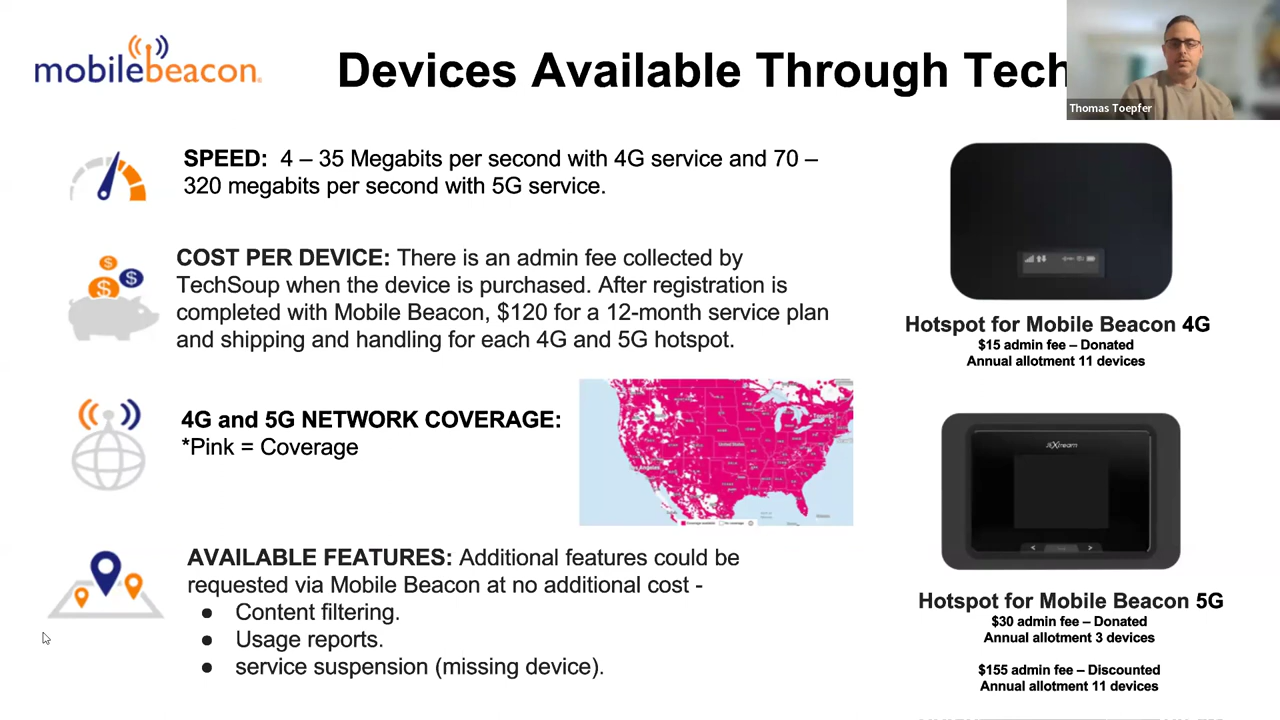 mobilebeacon
Devices Available Through Tech
Thomas Toepfer
SPEED: 4 – 35 Megabits per second with 4G service and 70 –
320 megabits per second with 5G service.
COST PER DEVICE: There is an admin fee collected by
TechSoup when the device is purchased. After registration is
completed with Mobile Beacon, $120 for a 12-month service plan
and shipping and handling for each 4G and 5G hotspot.
4G and 5G NETWORK COVERAGE:
*Pink = Coverage
AVAILABLE FEATURES: Additional features could be
requested via Mobile Beacon at no additional cost -
● Content filtering.
● Usage reports.
● service suspension (missing device).
Hotspot for Mobile Beacon 4G
$15 admin fee – Donated
Annual allotment 11 devices
Hotspot for Mobile Beacon 5G
$30 admin fee – Donated
Annual allotment 3 devices
$155 admin fee – Discounted
Annual allotment 11 devices